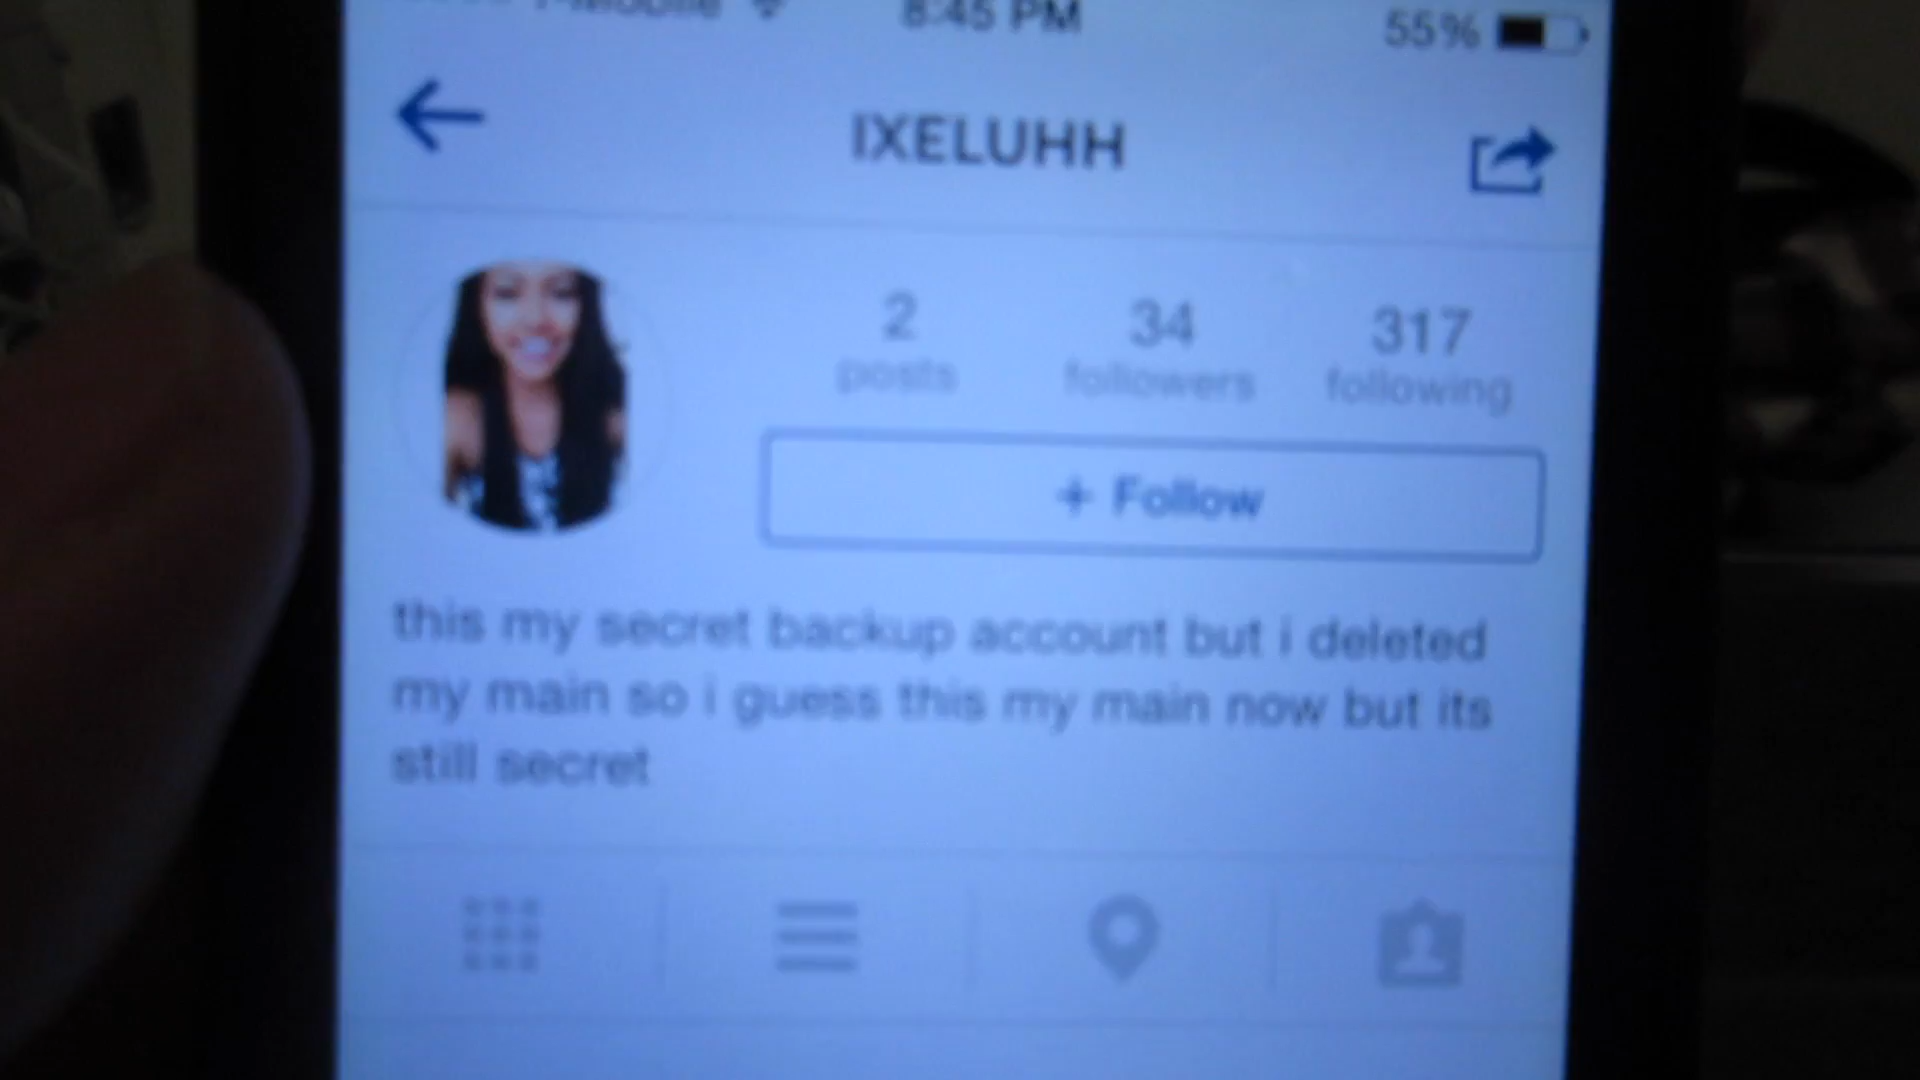 T-Mobile 8:45 PM 55%
IXELUHH
2 34 317
posts followers following
+ Follow
this my secret backup account but i deleted
my main so i guess this my main now but its
still secret